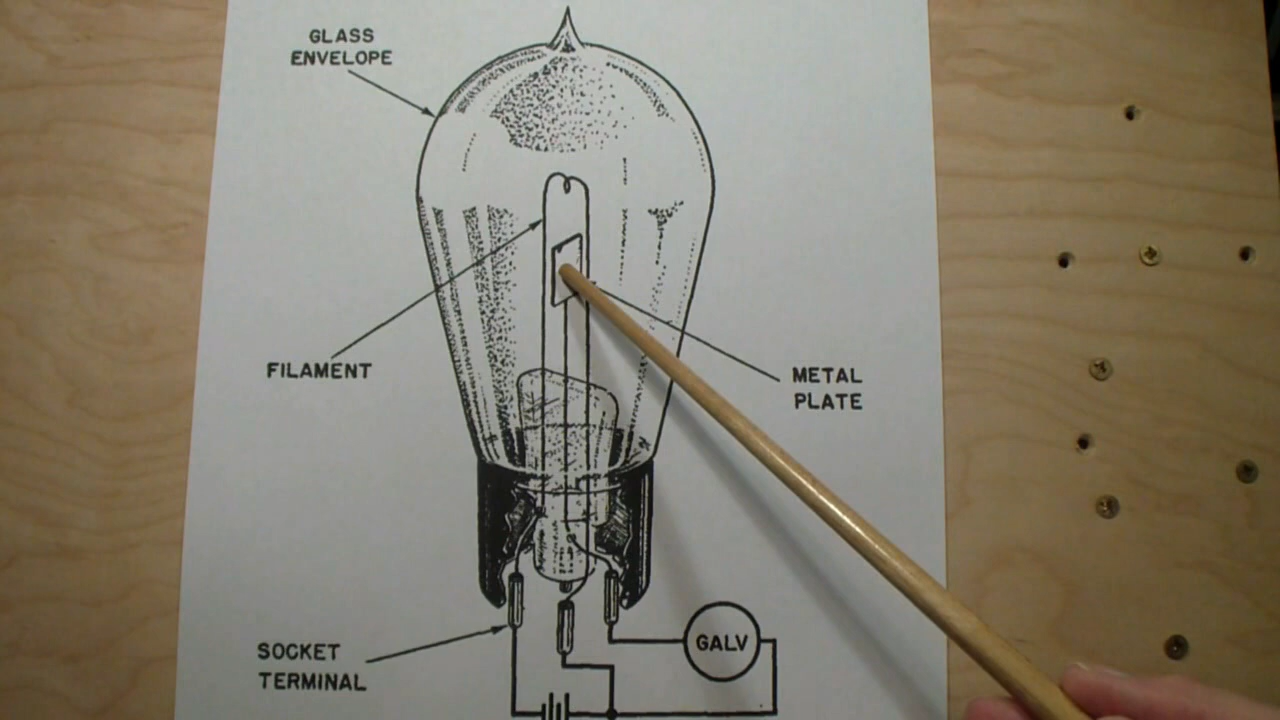 GLASS
ENVELOPE
FILAMENT
METAL
PLATE
SOCKET
TERMINAL
GALV